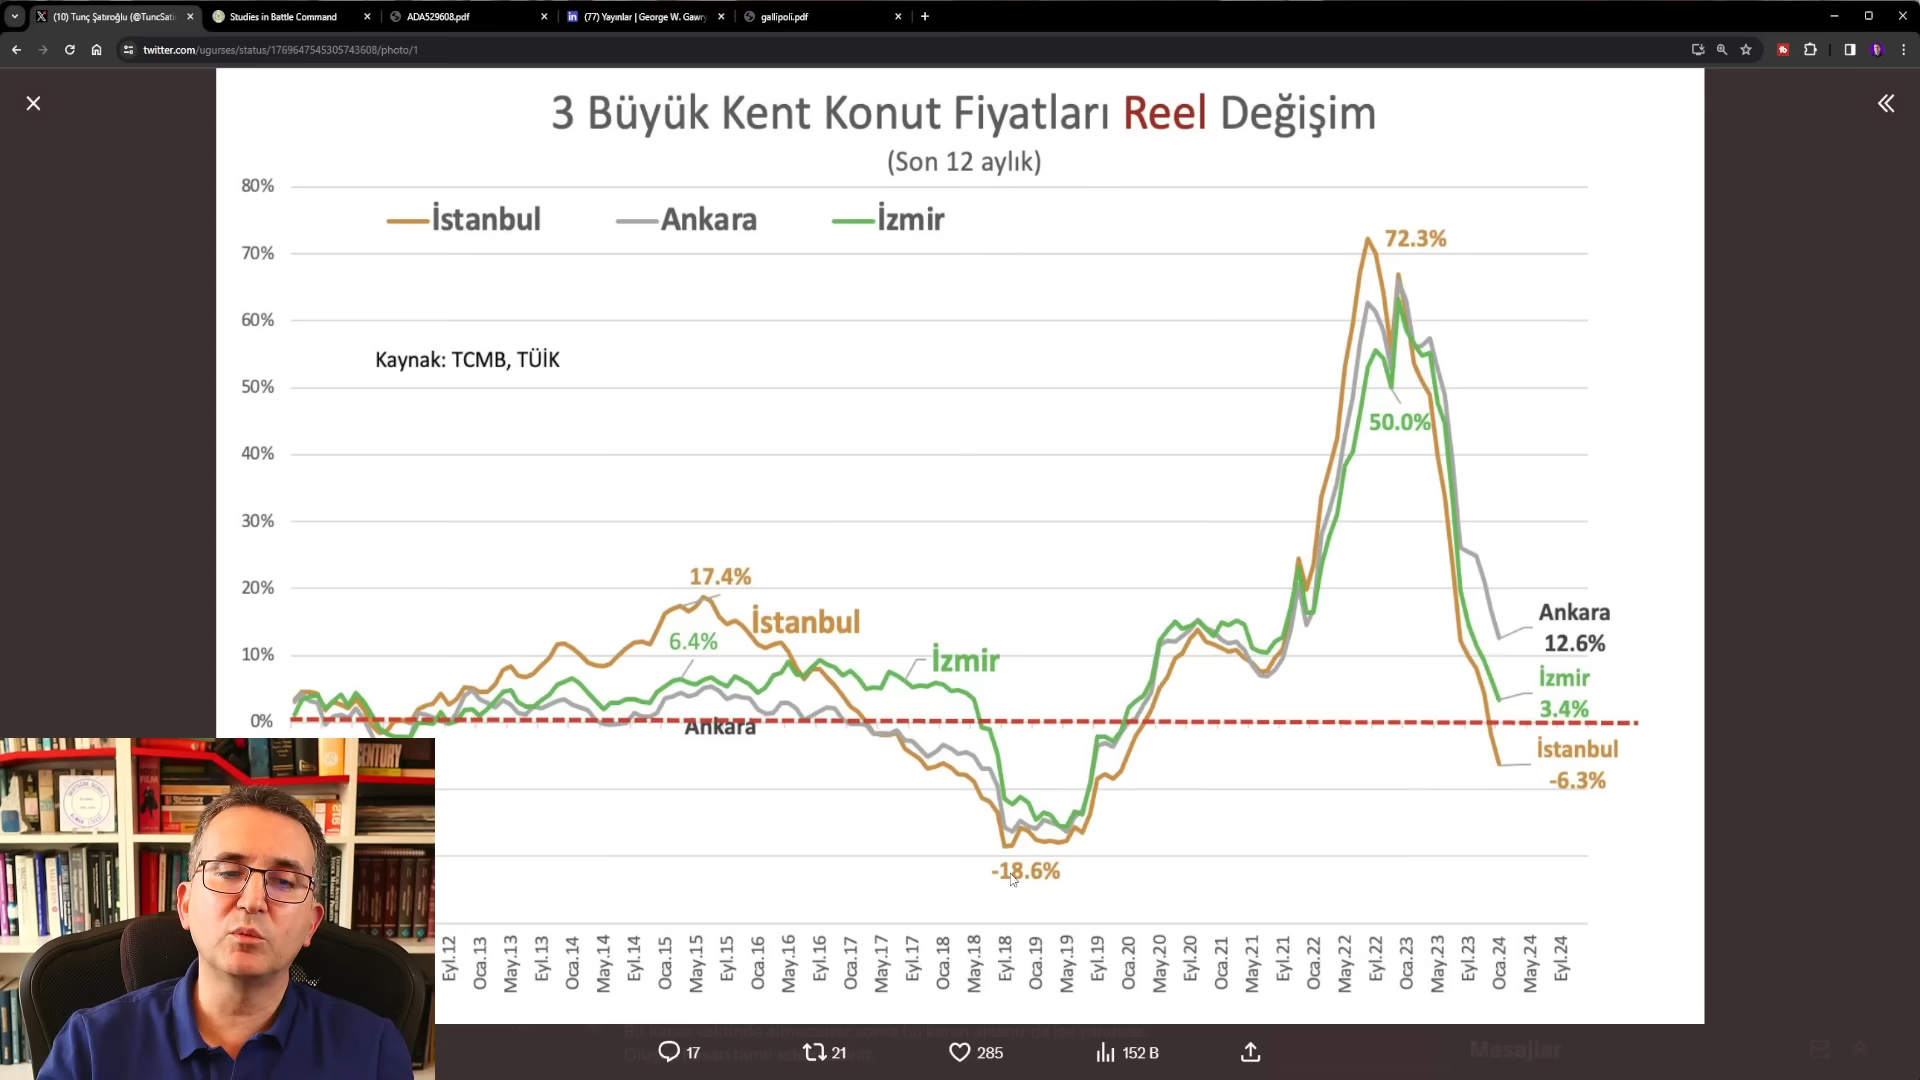 (10) Tunç Şatıroğlu (@TuncSati
Studies in Battle Command
ADA529608.pdf
(77) Yayınlar | George W. Gawry
gallipoli.pdf
twitter.com/ugurses/status/1769647545305743608/photo/1
3 Büyük Kent Konut Fiyatları Reel Değişim
(Son 12 aylık)
80%
70%
60%
50%
40%
30%
20%
10%
0%
İstanbul
Ankara
İzmir
Kaynak: TCMB, TÜİK
72.3%
50.0%
17.4%
İstanbul
6.4%
İzmir
Ankara
-18.6%
Ankara
12.6%
İzmir
3.4%
İstanbul
-6.3%
Eyl.12
Oca.13
May.13
Eyl.13
Oca.14
May.14
Eyl.14
Oca.15
May.15
Eyl.15
Oca.16
May.16
Eyl.16
Oca.17
May.17
Eyl.17
Oca.18
May.18
Eyl.18
Oca.19
May.19
Eyl.19
Oca.20
May.20
Eyl.20
Oca.21
May.21
Eyl.21
Oca.22
May.22
Eyl.22
Oca.23
May.23
Eyl.23
Oca.24
May.24
Eyl.24
CENTURY
17
21
285
152 B
Mesajlar